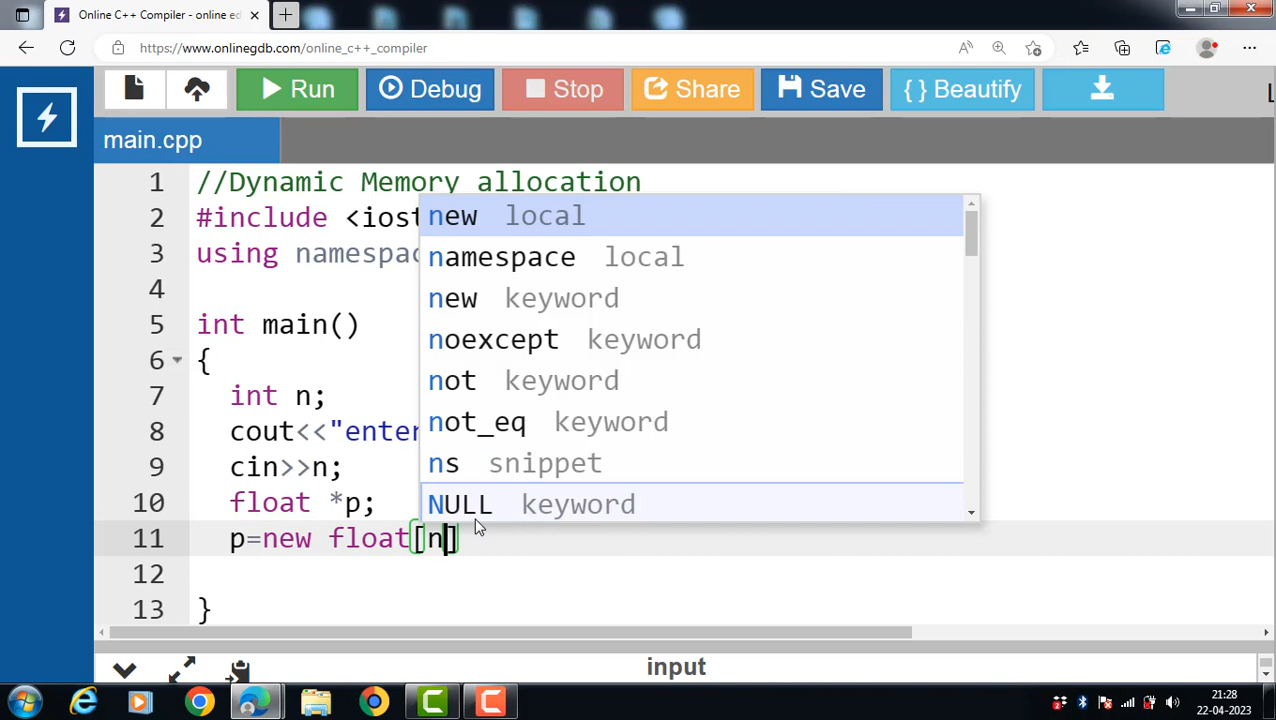 Online C++ Compiler - online ed
https://www.onlinegdb.com/online_c++_compiler
Run Debug Stop Share Save { } Beautify L
main.cpp
1 //Dynamic Memory allocation
2 #include <iost
3 using namespac
4
5 int main()
6 {
7 int n;
8 cout<<"enter
9 cin>>n;
10 float *p;
11 p=new float[n]
12
13 }
new local
namespace local
new keyword
noexcept keyword
not keyword
not_eq keyword
ns snippet
NULL keyword
input
21:28
22-04-2023